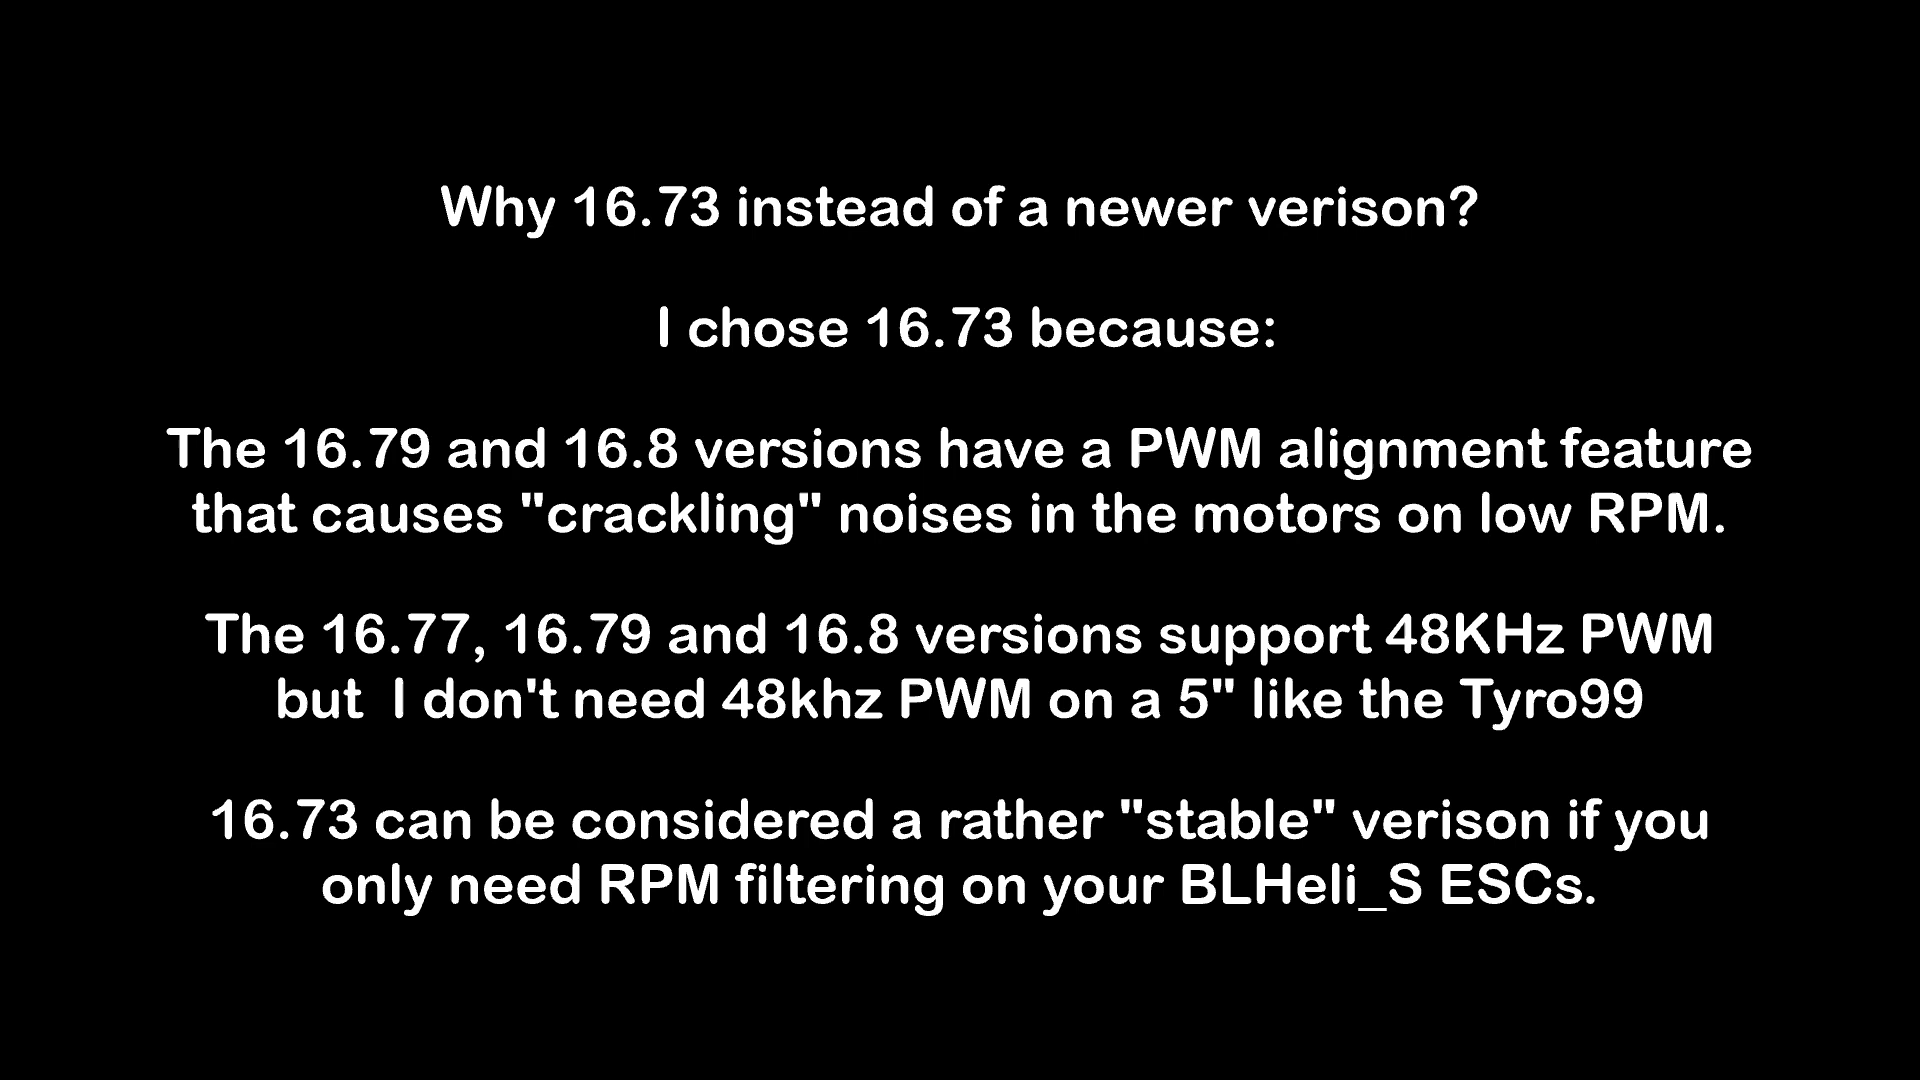 Why 16.73 instead of a newer verison?
I chose 16.73 because:
The 16.79 and 16.8 versions have a PWM alignment feature
that causes "crackling" noises in the motors on low RPM.
The 16.77, 16.79 and 16.8 versions support 48KHz PWM
but  I don't need 48khz PWM on a 5" like the Tyro99
16.73 can be considered a rather "stable" verison if you
only need RPM filtering on your BLHeli_S ESCs.